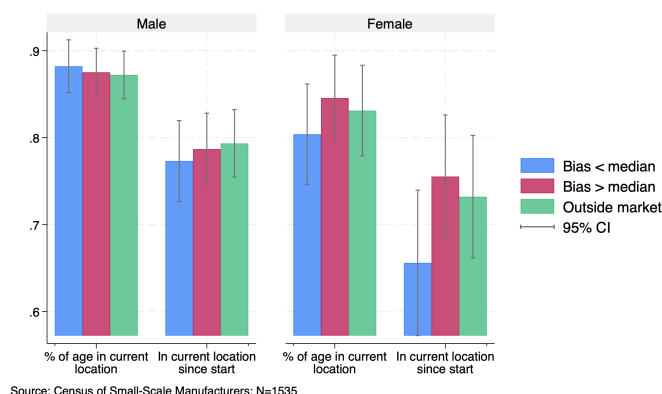 Male
Female
.9
.8
.7
.6
% of age in current
location
In current location
since start
% of age in current
location
In current location
since start
Bias < median
Bias > median
Outside market
95% CI
Source: Census of Small-Scale Manufacturers; N=1535